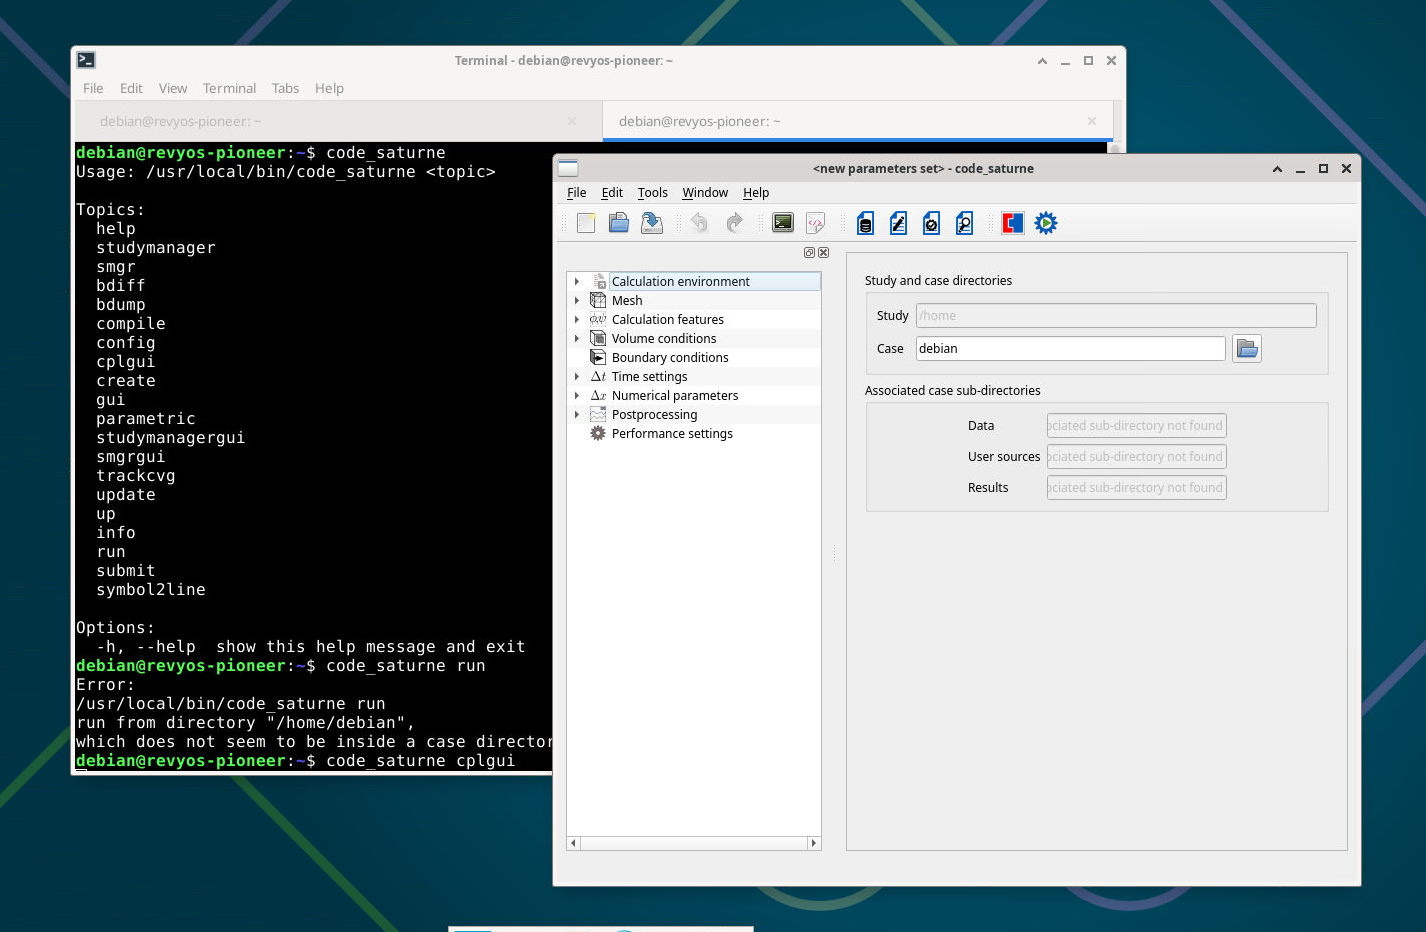 Terminal - debian@revyos-pioneer: ~
File Edit View Terminal Tabs Help
debian@revyos-pioneer: ~
debian@revyos-pioneer: ~
debian@revyos-pioneer:~$ code_saturne
Usage: /usr/local/bin/code_saturne <topic>
Topics:
help
studymanager
smgr
bdiff
bdump
compile
config
cplgui
create
gui
parametric
studymanagergui
smgrgui
trackcvg
update
up
info
run
submit
symbol2line
Options:
-h, --help  show this help message and exit
debian@revyos-pioneer:~$ code_saturne run
Error:
/usr/local/bin/code_saturne run
run from directory "/home/debian",
which does not seem to be inside a case director
debian@revyos-pioneer:~$ code_saturne cplgui
<new parameters set> - code_saturne
File Edit Tools Window Help
Calculation environment
Mesh
Calculation features
Volume conditions
Boundary conditions
Δt Time settings
Δx Numerical parameters
Postprocessing
Performance settings
Study and case directories
Study /home
Case debian
Associated case sub-directories
Data ociated sub-directory not found
User sources ociated sub-directory not found
Results ociated sub-directory not found